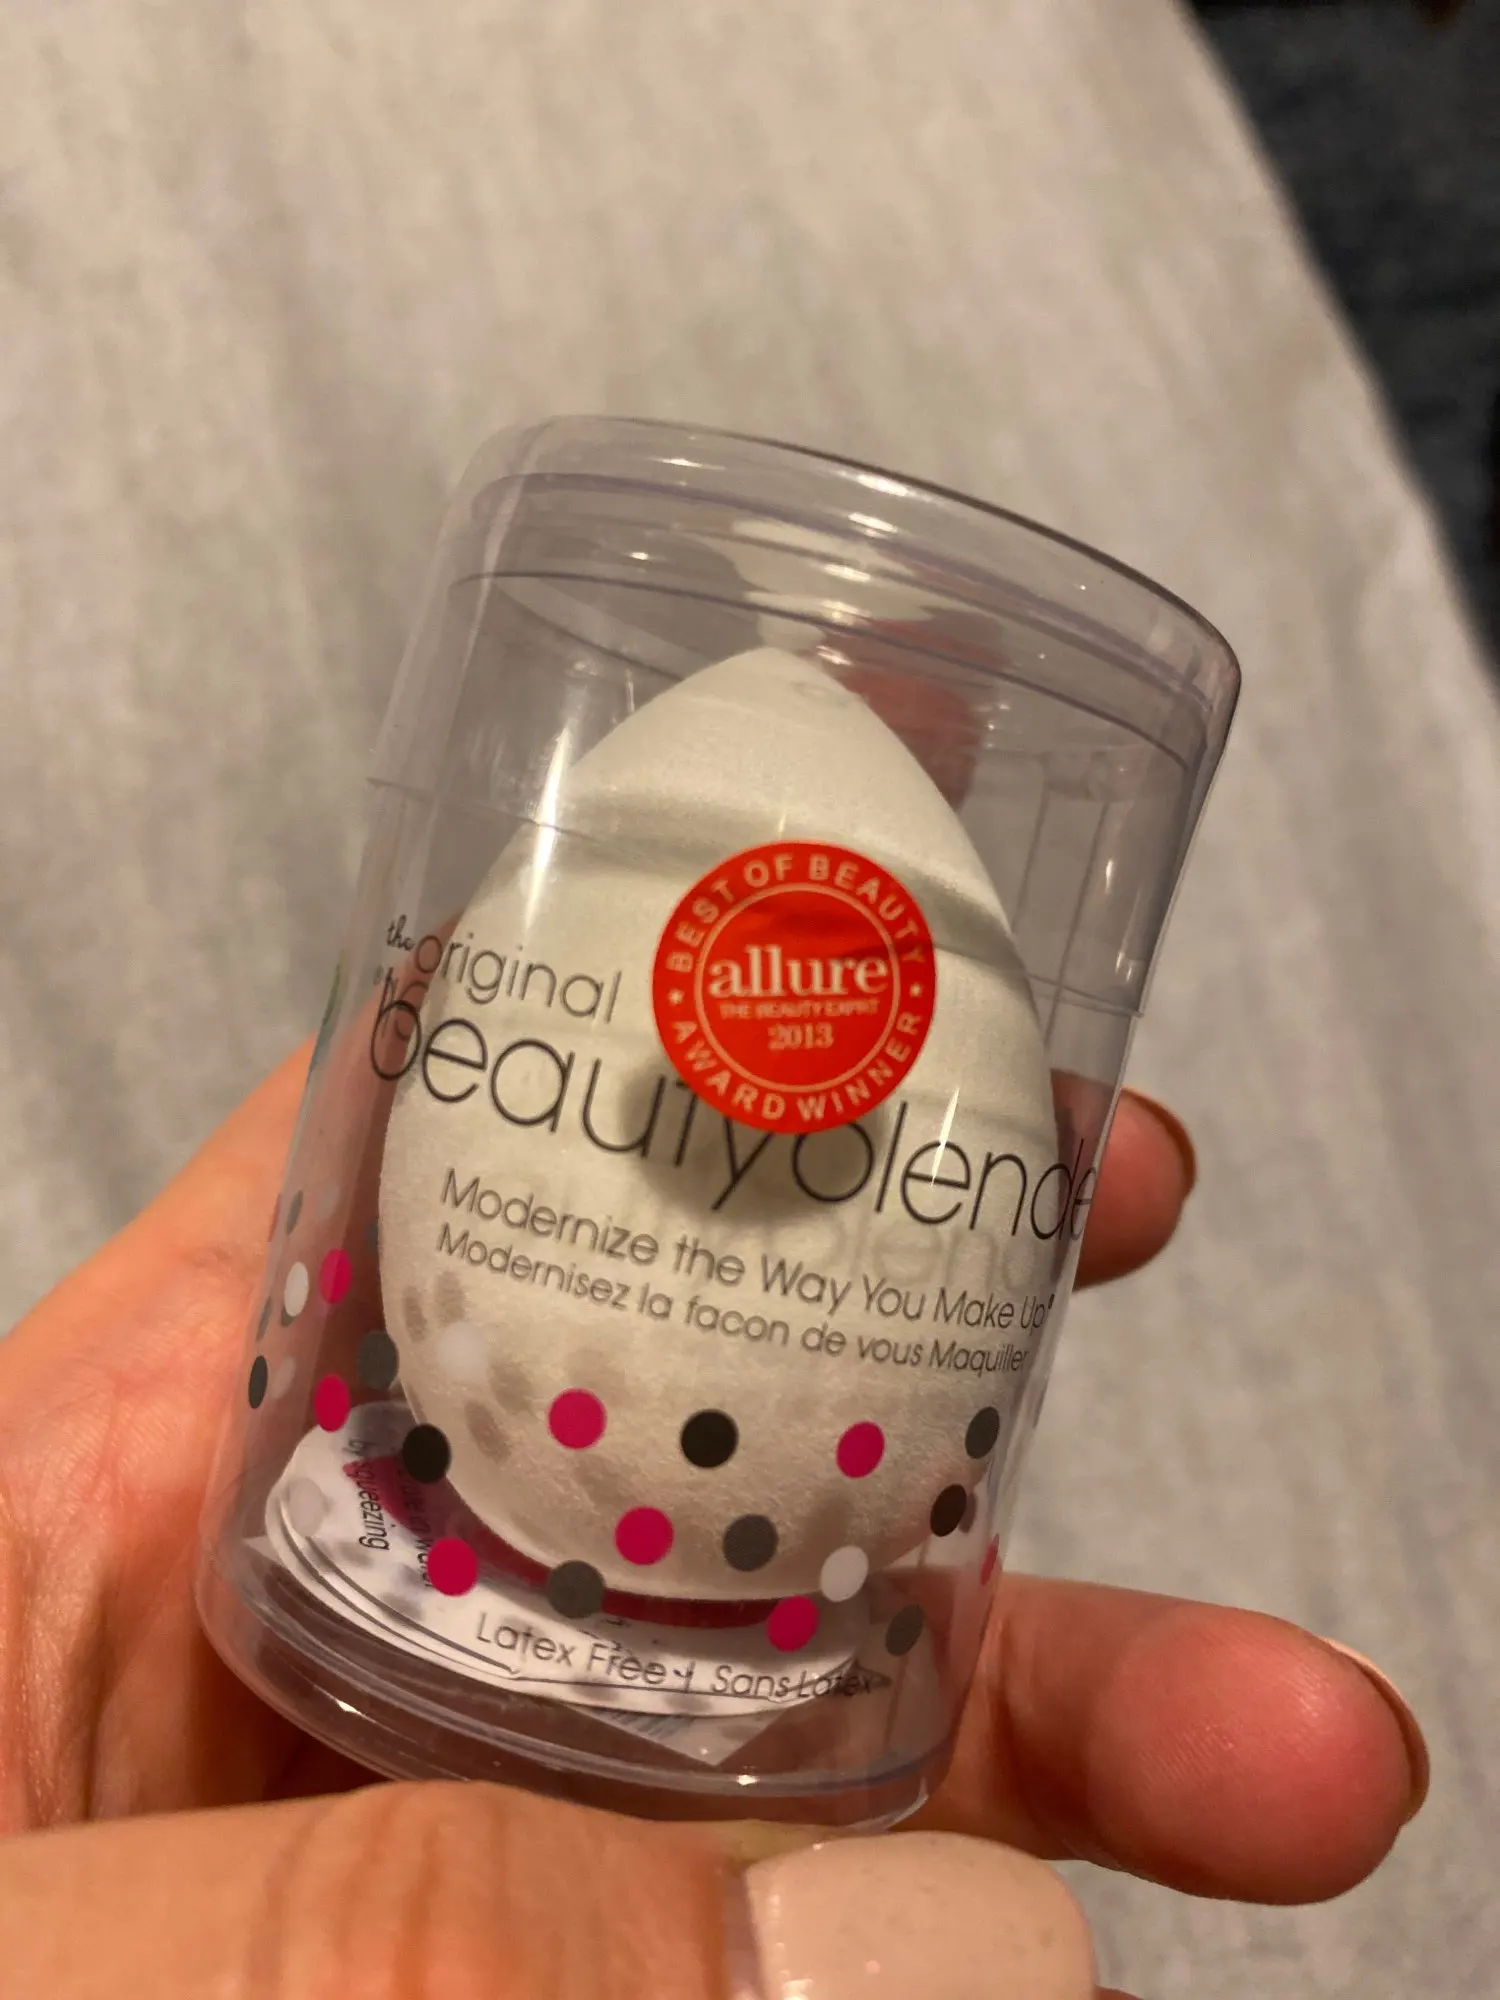 the original
beautyblende
BEST OF BEAUTY
allure
THE BEAUTY EXPERT
2013
AWARD WINNER
Modernize the Way You Make Up
Modernisez la facon de vous Maquiller
by squeezing
Latex Free | Sans Latex